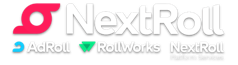 NextRoll
AdRoll RollWorks NextRoll
Platform Services